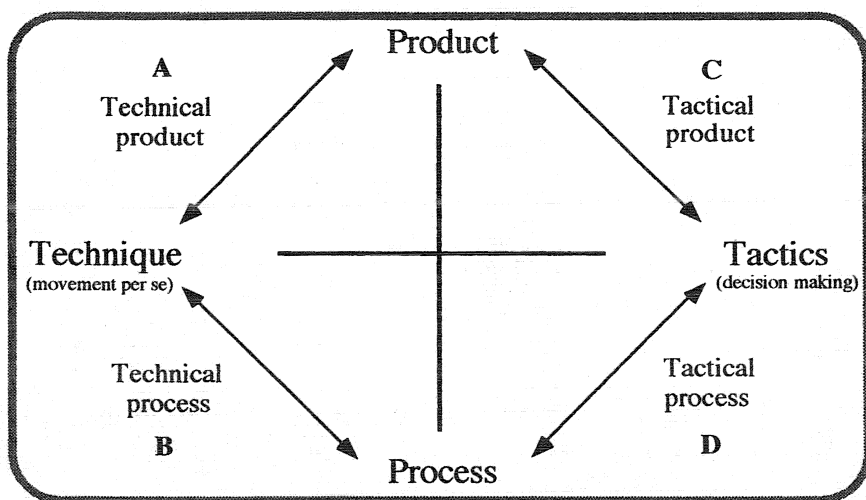 Product
A
C
Technical
product
Tactical
product
Technique
(movement per se)
Tactics
(decision making)
Technical
process
Tactical
process
B
D
Process